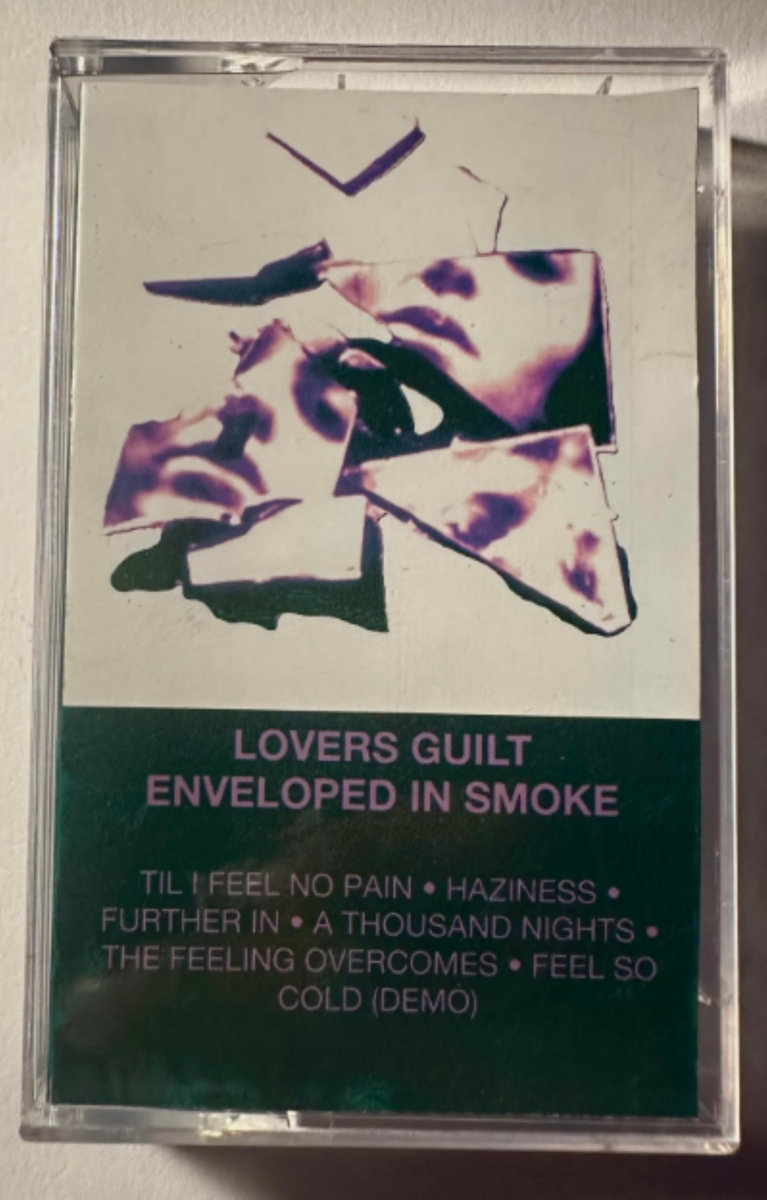 LOVERS GUILT
ENVELOPED IN SMOKE
TIL I FEEL NO PAIN • HAZINESS •
FURTHER IN • A THOUSAND NIGHTS •
THE FEELING OVERCOMES • FEEL SO
COLD (DEMO)